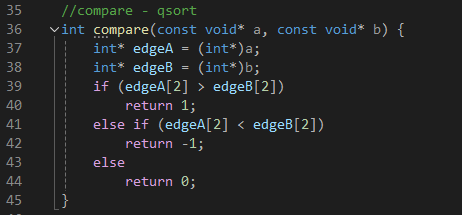 35 //compare - qsort
36 int compare(const void* a, const void* b) {
37 int* edgeA = (int*)a;
38 int* edgeB = (int*)b;
39 if (edgeA[2] > edgeB[2])
40 return 1;
41 else if (edgeA[2] < edgeB[2])
42 return -1;
43 else
44 return 0;
45 }